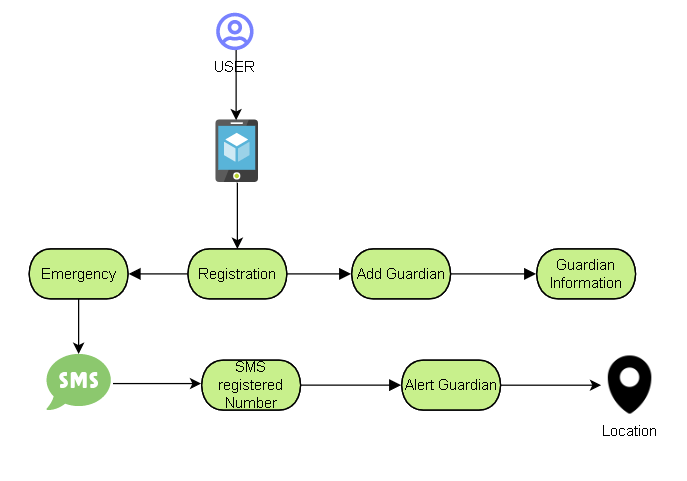 USER
Emergency
Registration
Add Guardian
Guardian
Information
SMS
SMS
registered
Number
Alert Guardian
Location